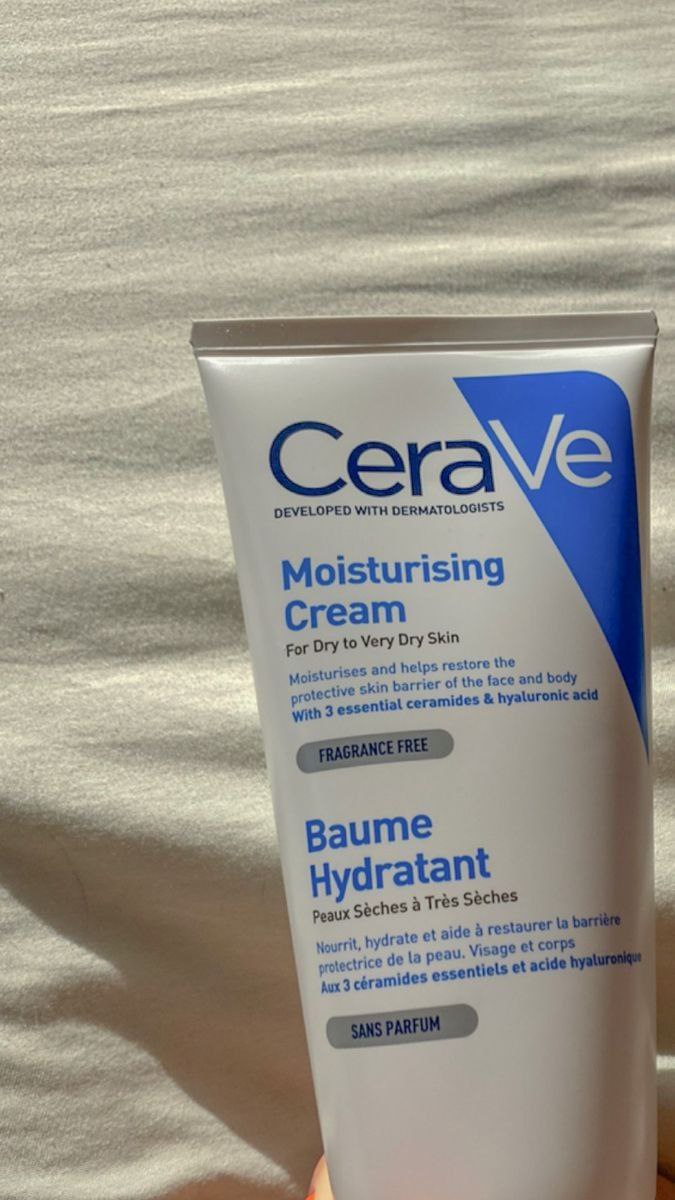 CeraVe
DEVELOPED WITH DERMATOLOGISTS
Moisturising
Cream
For Dry to Very Dry Skin
Moisturises and helps restore the
protective skin barrier of the face and body
With 3 essential ceramides & hyaluronic acid
FRAGRANCE FREE
Baume
Hydratant
Peaux Sèches à Très Sèches
Nourrit, hydrate et aide à restaurer la barrière
protectrice de la peau. Visage et corps
Aux 3 céramides essentiels et acide hyaluronique
SANS PARFUM